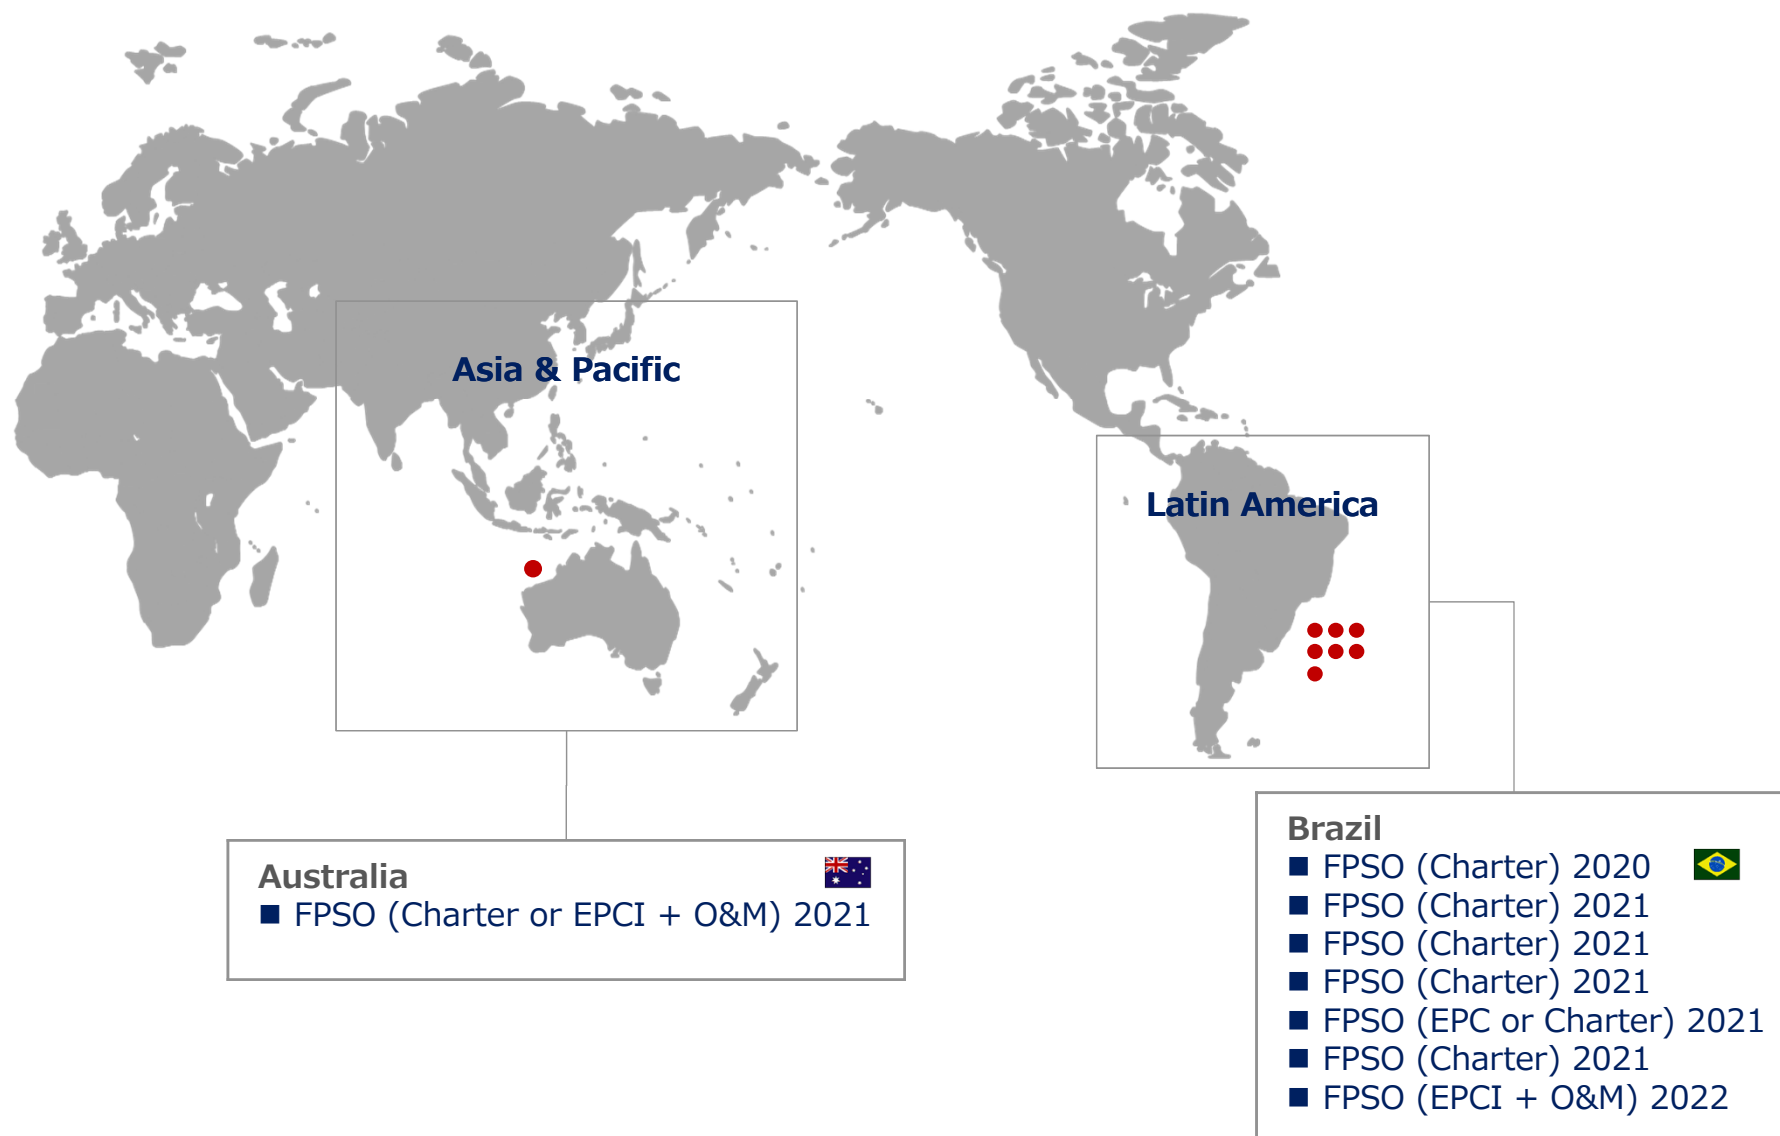 Asia & Pacific
Latin America
Australia
■ FPSO (Charter or EPCI + O&M) 2021
Brazil
■ FPSO (Charter) 2020
■ FPSO (Charter) 2021
■ FPSO (Charter) 2021
■ FPSO (Charter) 2021
■ FPSO (EPC or Charter) 2021
■ FPSO (Charter) 2021
■ FPSO (EPCI + O&M) 2022